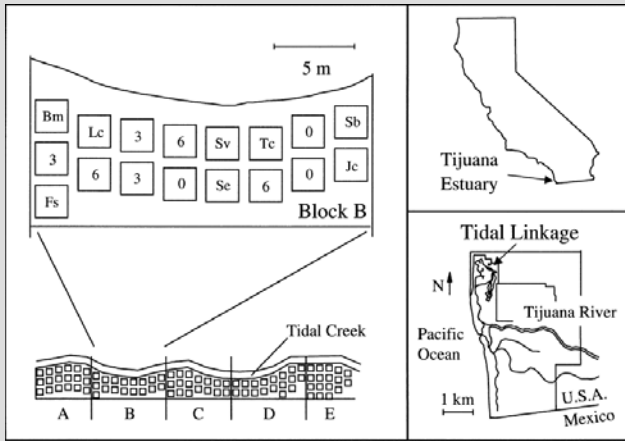 5 m
Bm Lc 3 6 Sv Tc 0 Sb
3 6 3 0 Se 6 0 Jc
Fs
Block B
Tidal Creek
A B C D E
Tijuana
Estuary
Tidal Linkage
N
Tijuana River
Pacific
Ocean
1 km
U.S.A.
Mexico